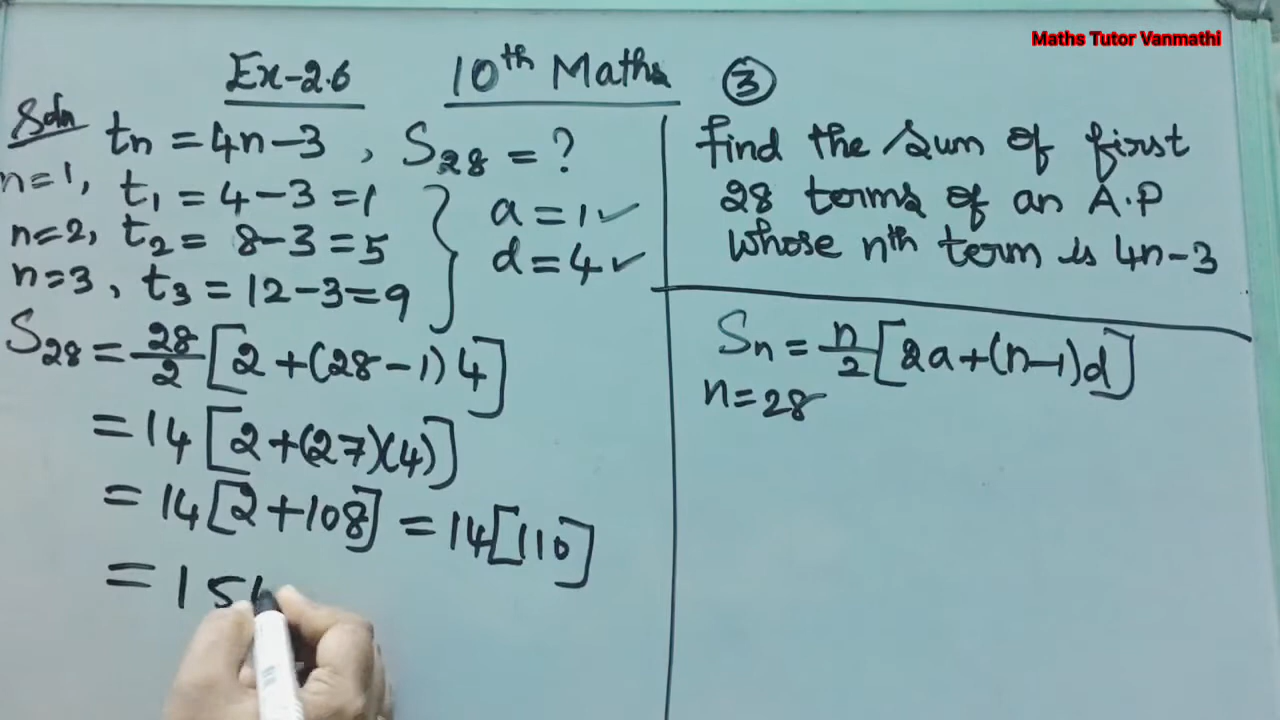 Maths Tutor Vanmathi
Ex-2.6 10th Maths ③
Soln tn = 4n-3 , S28 = ?
n=1, t1 = 4-3 = 1
n=2, t2 = 8-3 = 5
n=3, t3 = 12-3 = 9
a = 1 ✓
d = 4 ✓
S28 = 28/2 [2 + (28-1) 4]
= 14 [2 + (27)(4)]
= 14 [2 + 108] = 14 [110]
= 15
Find the sum of first
28 terms of an A.P
whose nth term is 4n-3
Sn = n/2 [2a + (n-1)d]
n = 28